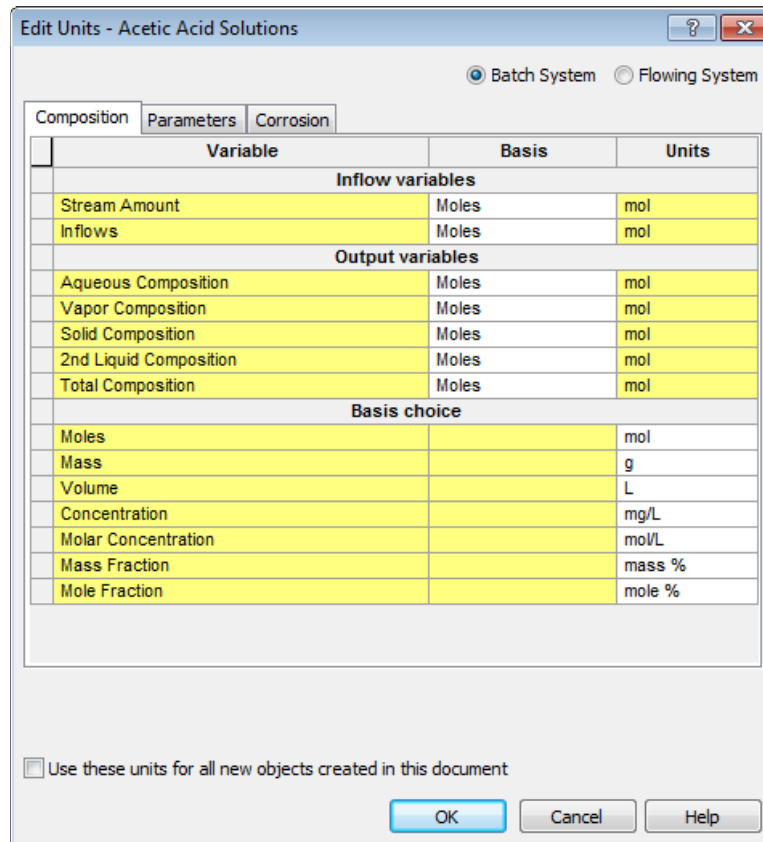 Edit Units - Acetic Acid Solutions
Batch System Flowing System
Composition Parameters Corrosion
Variable Basis Units
Inflow variables
Stream Amount Moles mol
Inflows Moles mol
Output variables
Aqueous Composition Moles mol
Vapor Composition Moles mol
Solid Composition Moles mol
2nd Liquid Composition Moles mol
Total Composition Moles mol
Basis choice
Moles mol
Mass g
Volume L
Concentration mg/L
Molar Concentration mol/L
Mass Fraction mass %
Mole Fraction mole %
Use these units for all new objects created in this document
OK Cancel Help